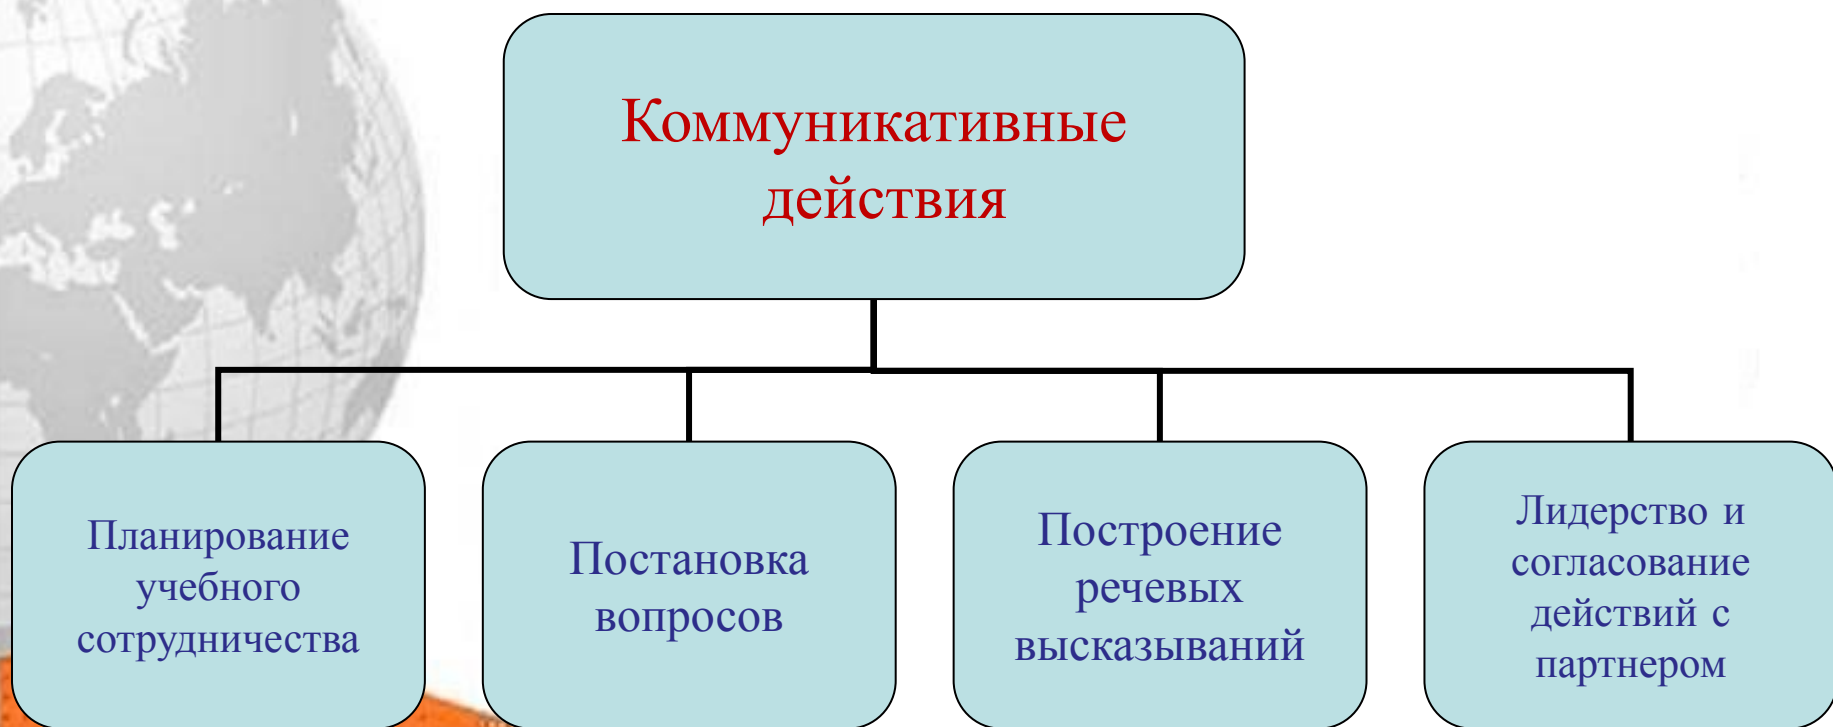 Коммуникативные
действия
Планирование
учебного
сотрудничества
Постановка
вопросов
Построение
речевых
высказываний
Лидерство и
согласование
действий с
партнером